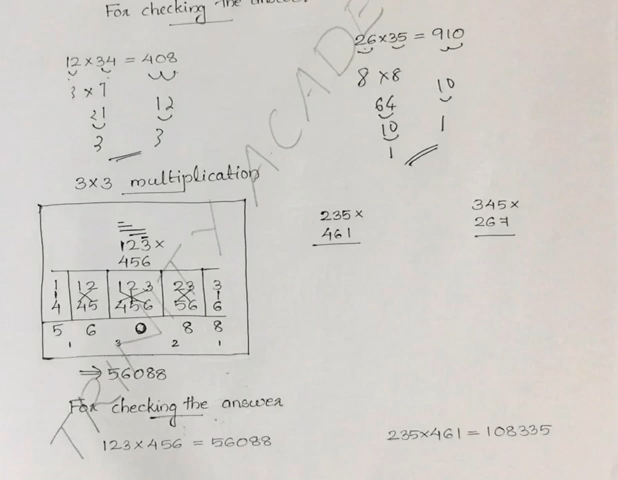 For checking the answer
12 × 34 = 408
3 × 7
21 12
3 3
26 × 35 = 910
8 × 8 10
64 1
10
1
3×3 multiplication
123 ×
456
1 12 123 23 3
4 45 456 56 6
5 6 0 8 8
1 3 2 1
⇒ 56088
235 ×
461
345 ×
267
For checking the answer
123 × 456 = 56088
235×461 = 108335